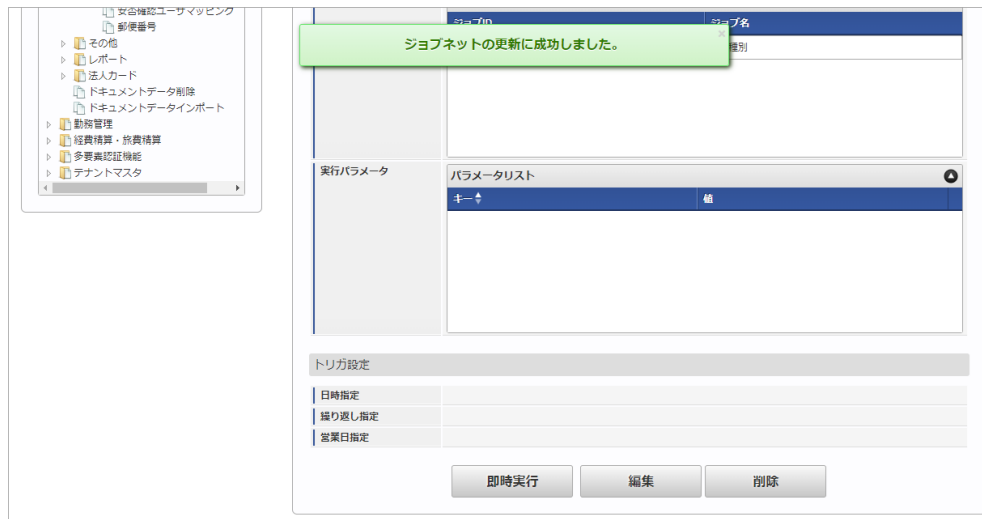 安否確認ユーザマッピング
郵便番号
その他
レポート
法人カード
ドキュメントデータ削除
ドキュメントデータインポート
勤務管理
経費精算・旅費精算
多要素認証機能
テナントマスタ
ジョブID
ジョブ名
ジョブネットの更新に成功しました。
×
種別
実行パラメータ
パラメータリスト
キー
値
トリガ設定
日時指定
繰り返し指定
営業日指定
即時実行
編集
削除